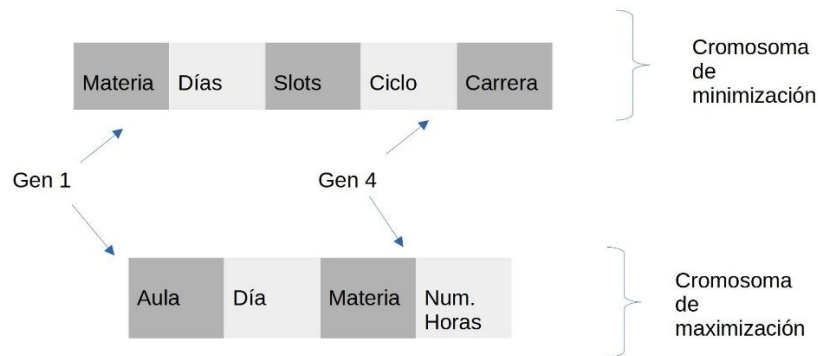 Materia Días Slots Ciclo Carrera
Cromosoma
de
minimización
Gen 1 Gen 4
Aula Día Materia Num.
Horas
Cromosoma
de
maximización